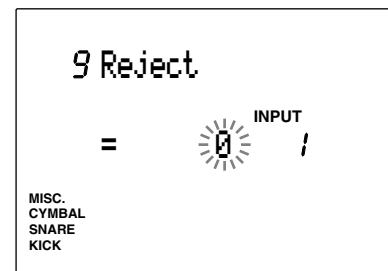 9 Reject
INPUT
= 0 1
MISC.
CYMBAL
SNARE
KICK